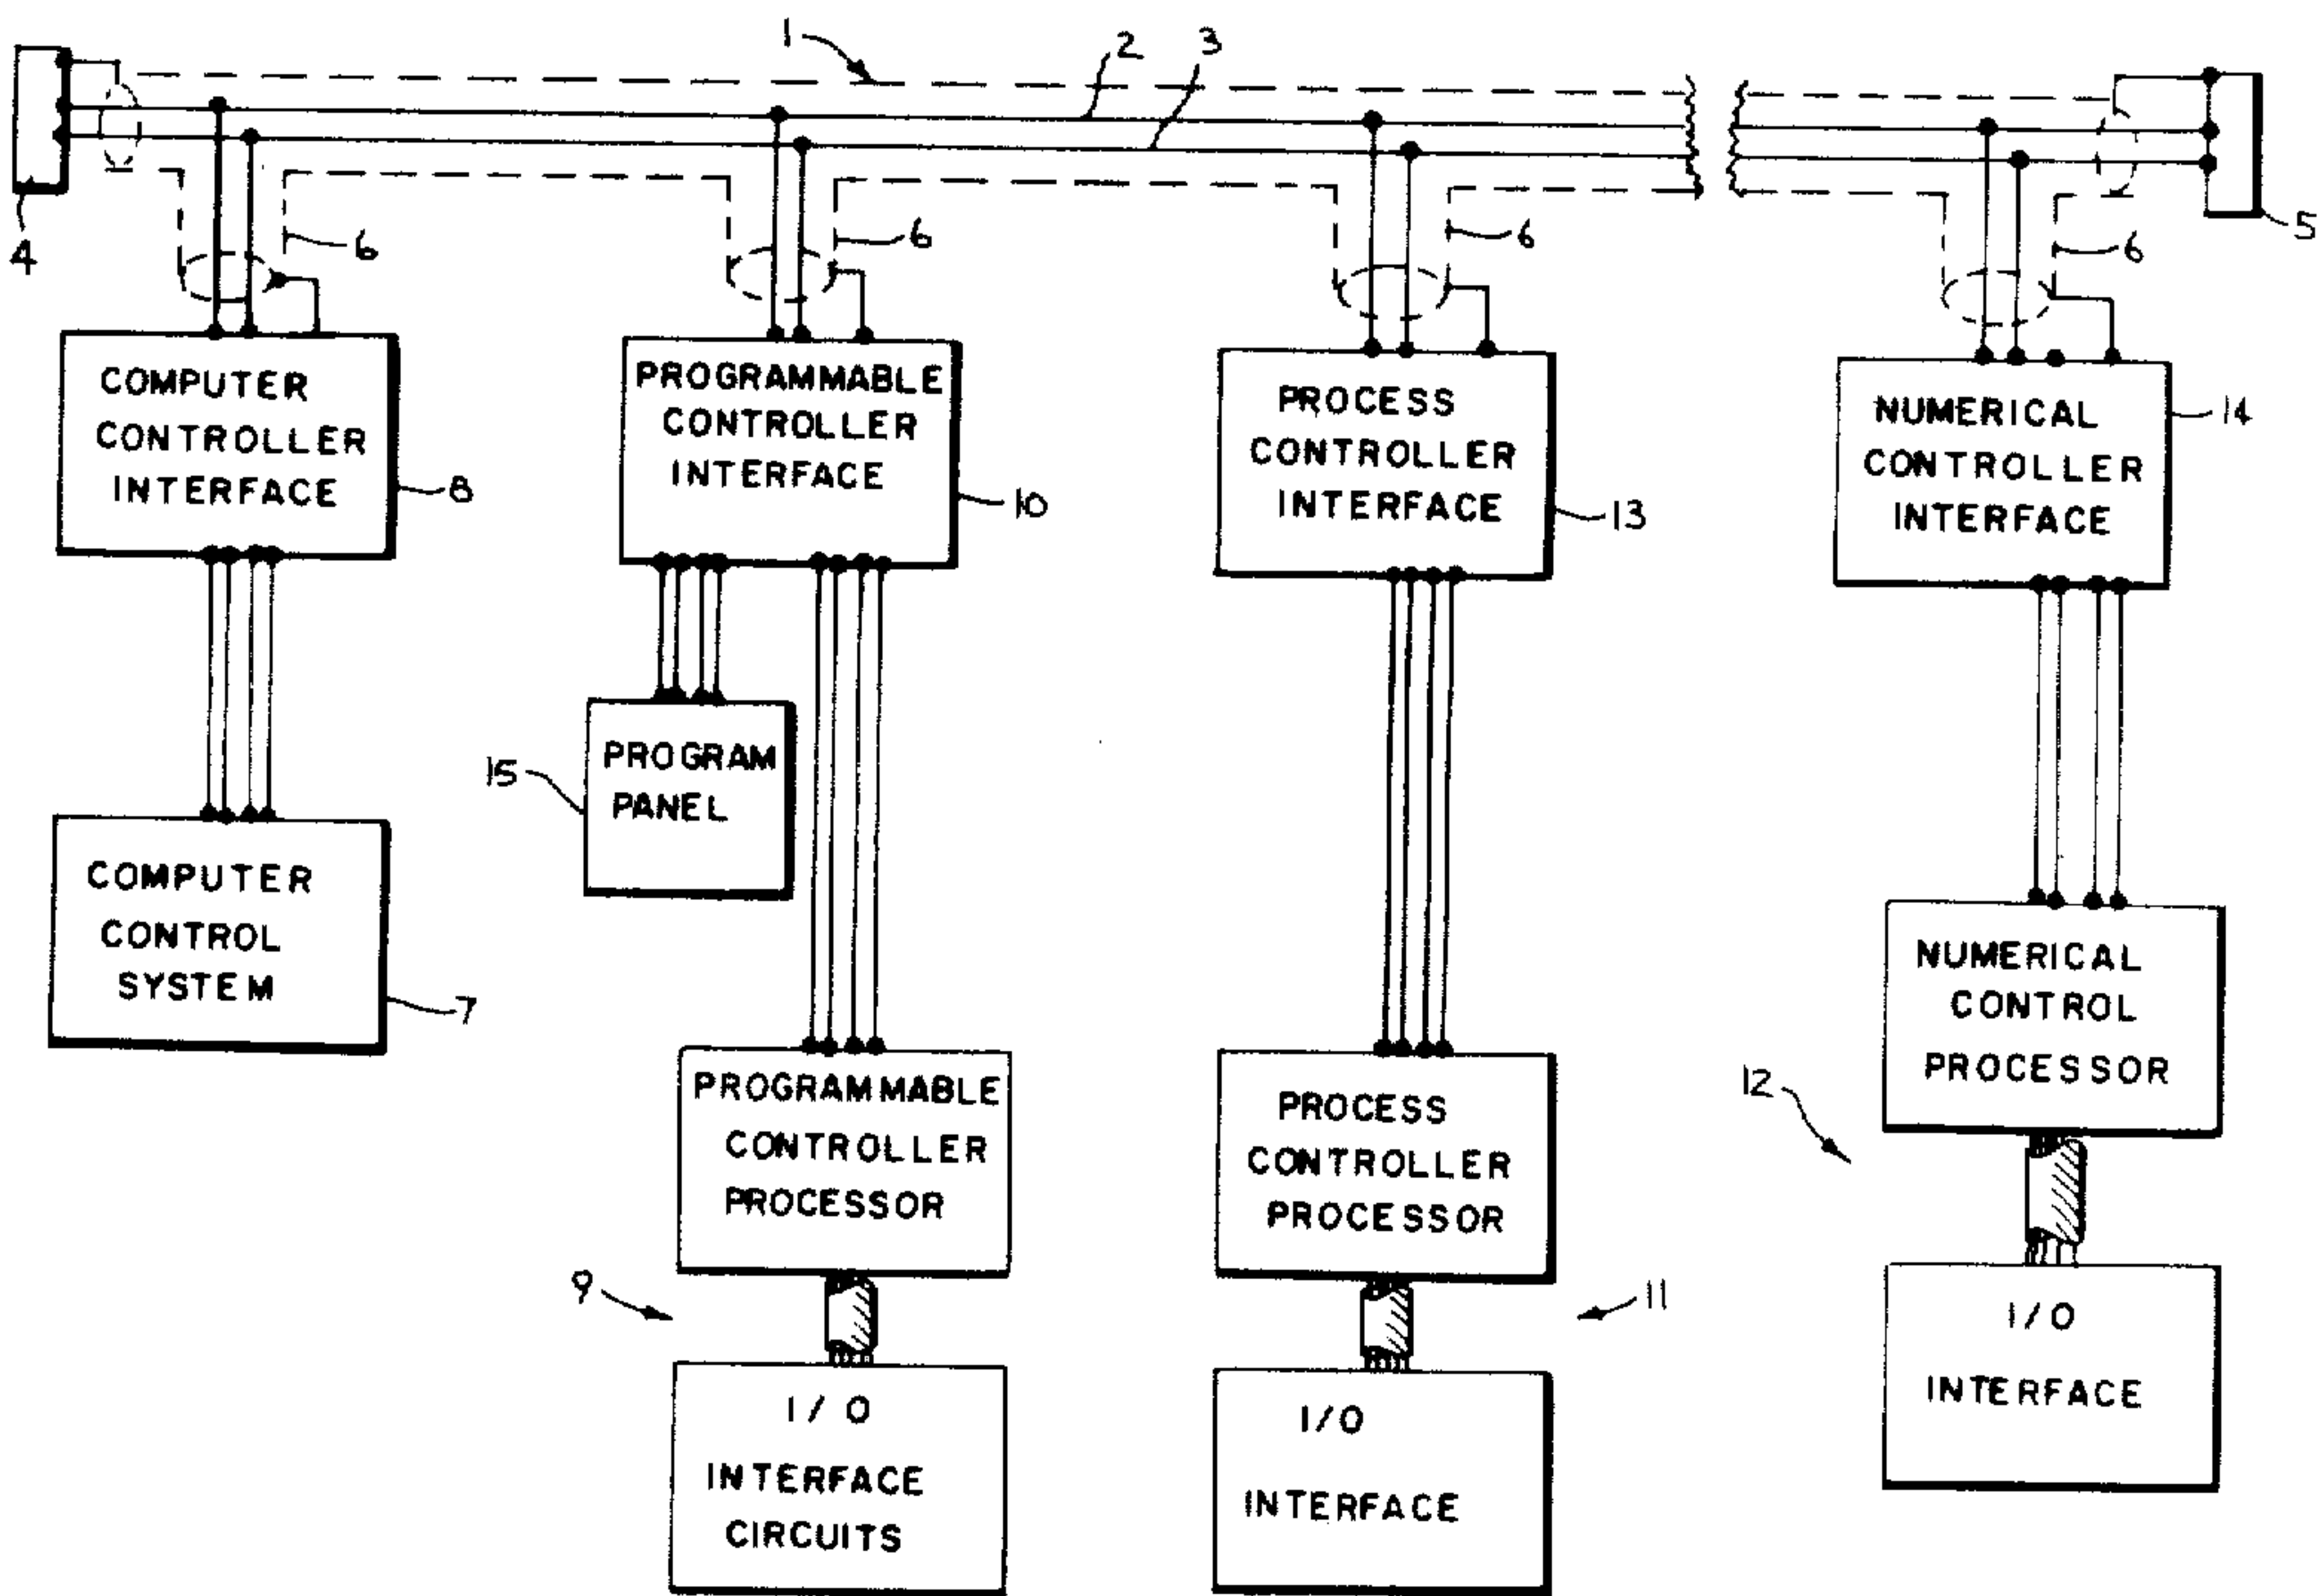 1
2
3
4
5
6
6
6
6
COMPUTER
CONTROLLER
INTERFACE
8
PROGRAMMABLE
CONTROLLER
INTERFACE
10
PROCESS
CONTROLLER
INTERFACE
13
NUMERICAL
CONTROLLER
INTERFACE
14
COMPUTER
CONTROL
SYSTEM
7
15
PROGRAM
PANEL
PROGRAMMABLE
CONTROLLER
PROCESSOR
PROCESS
CONTROLLER
PROCESSOR
NUMERICAL
CONTROL
PROCESSOR
12
9
11
I/O
INTERFACE
CIRCUITS
I/O
INTERFACE
I/O
INTERFACE